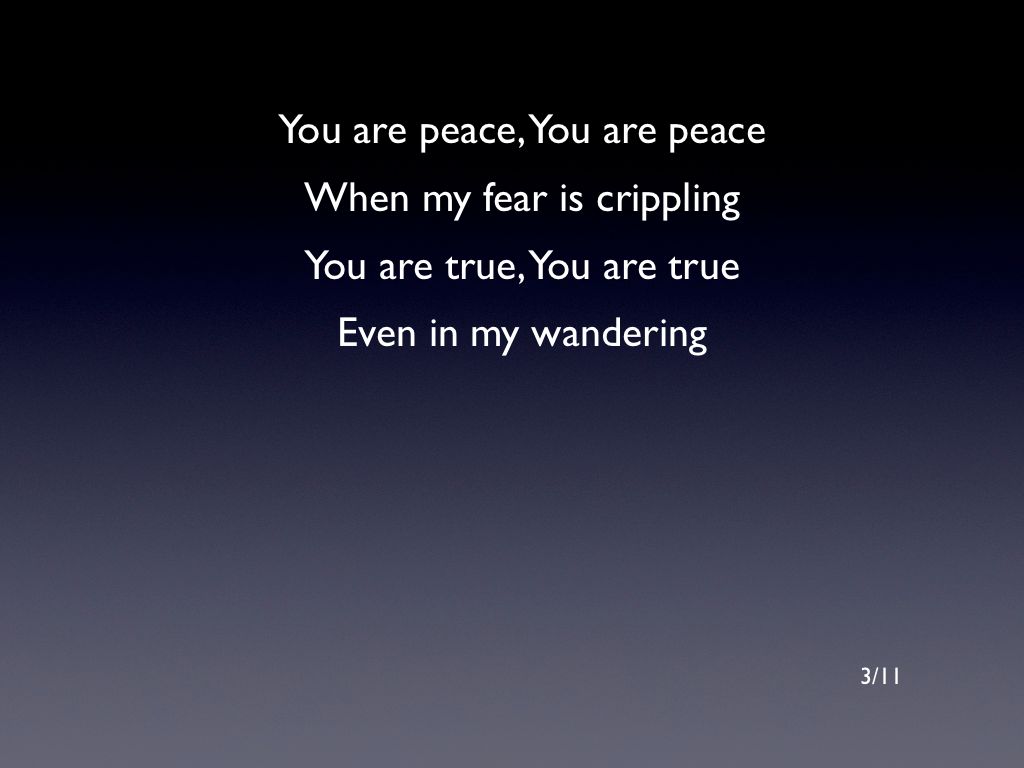 You are peace, You are peace
When my fear is crippling
You are true, You are true
Even in my wandering
3/11